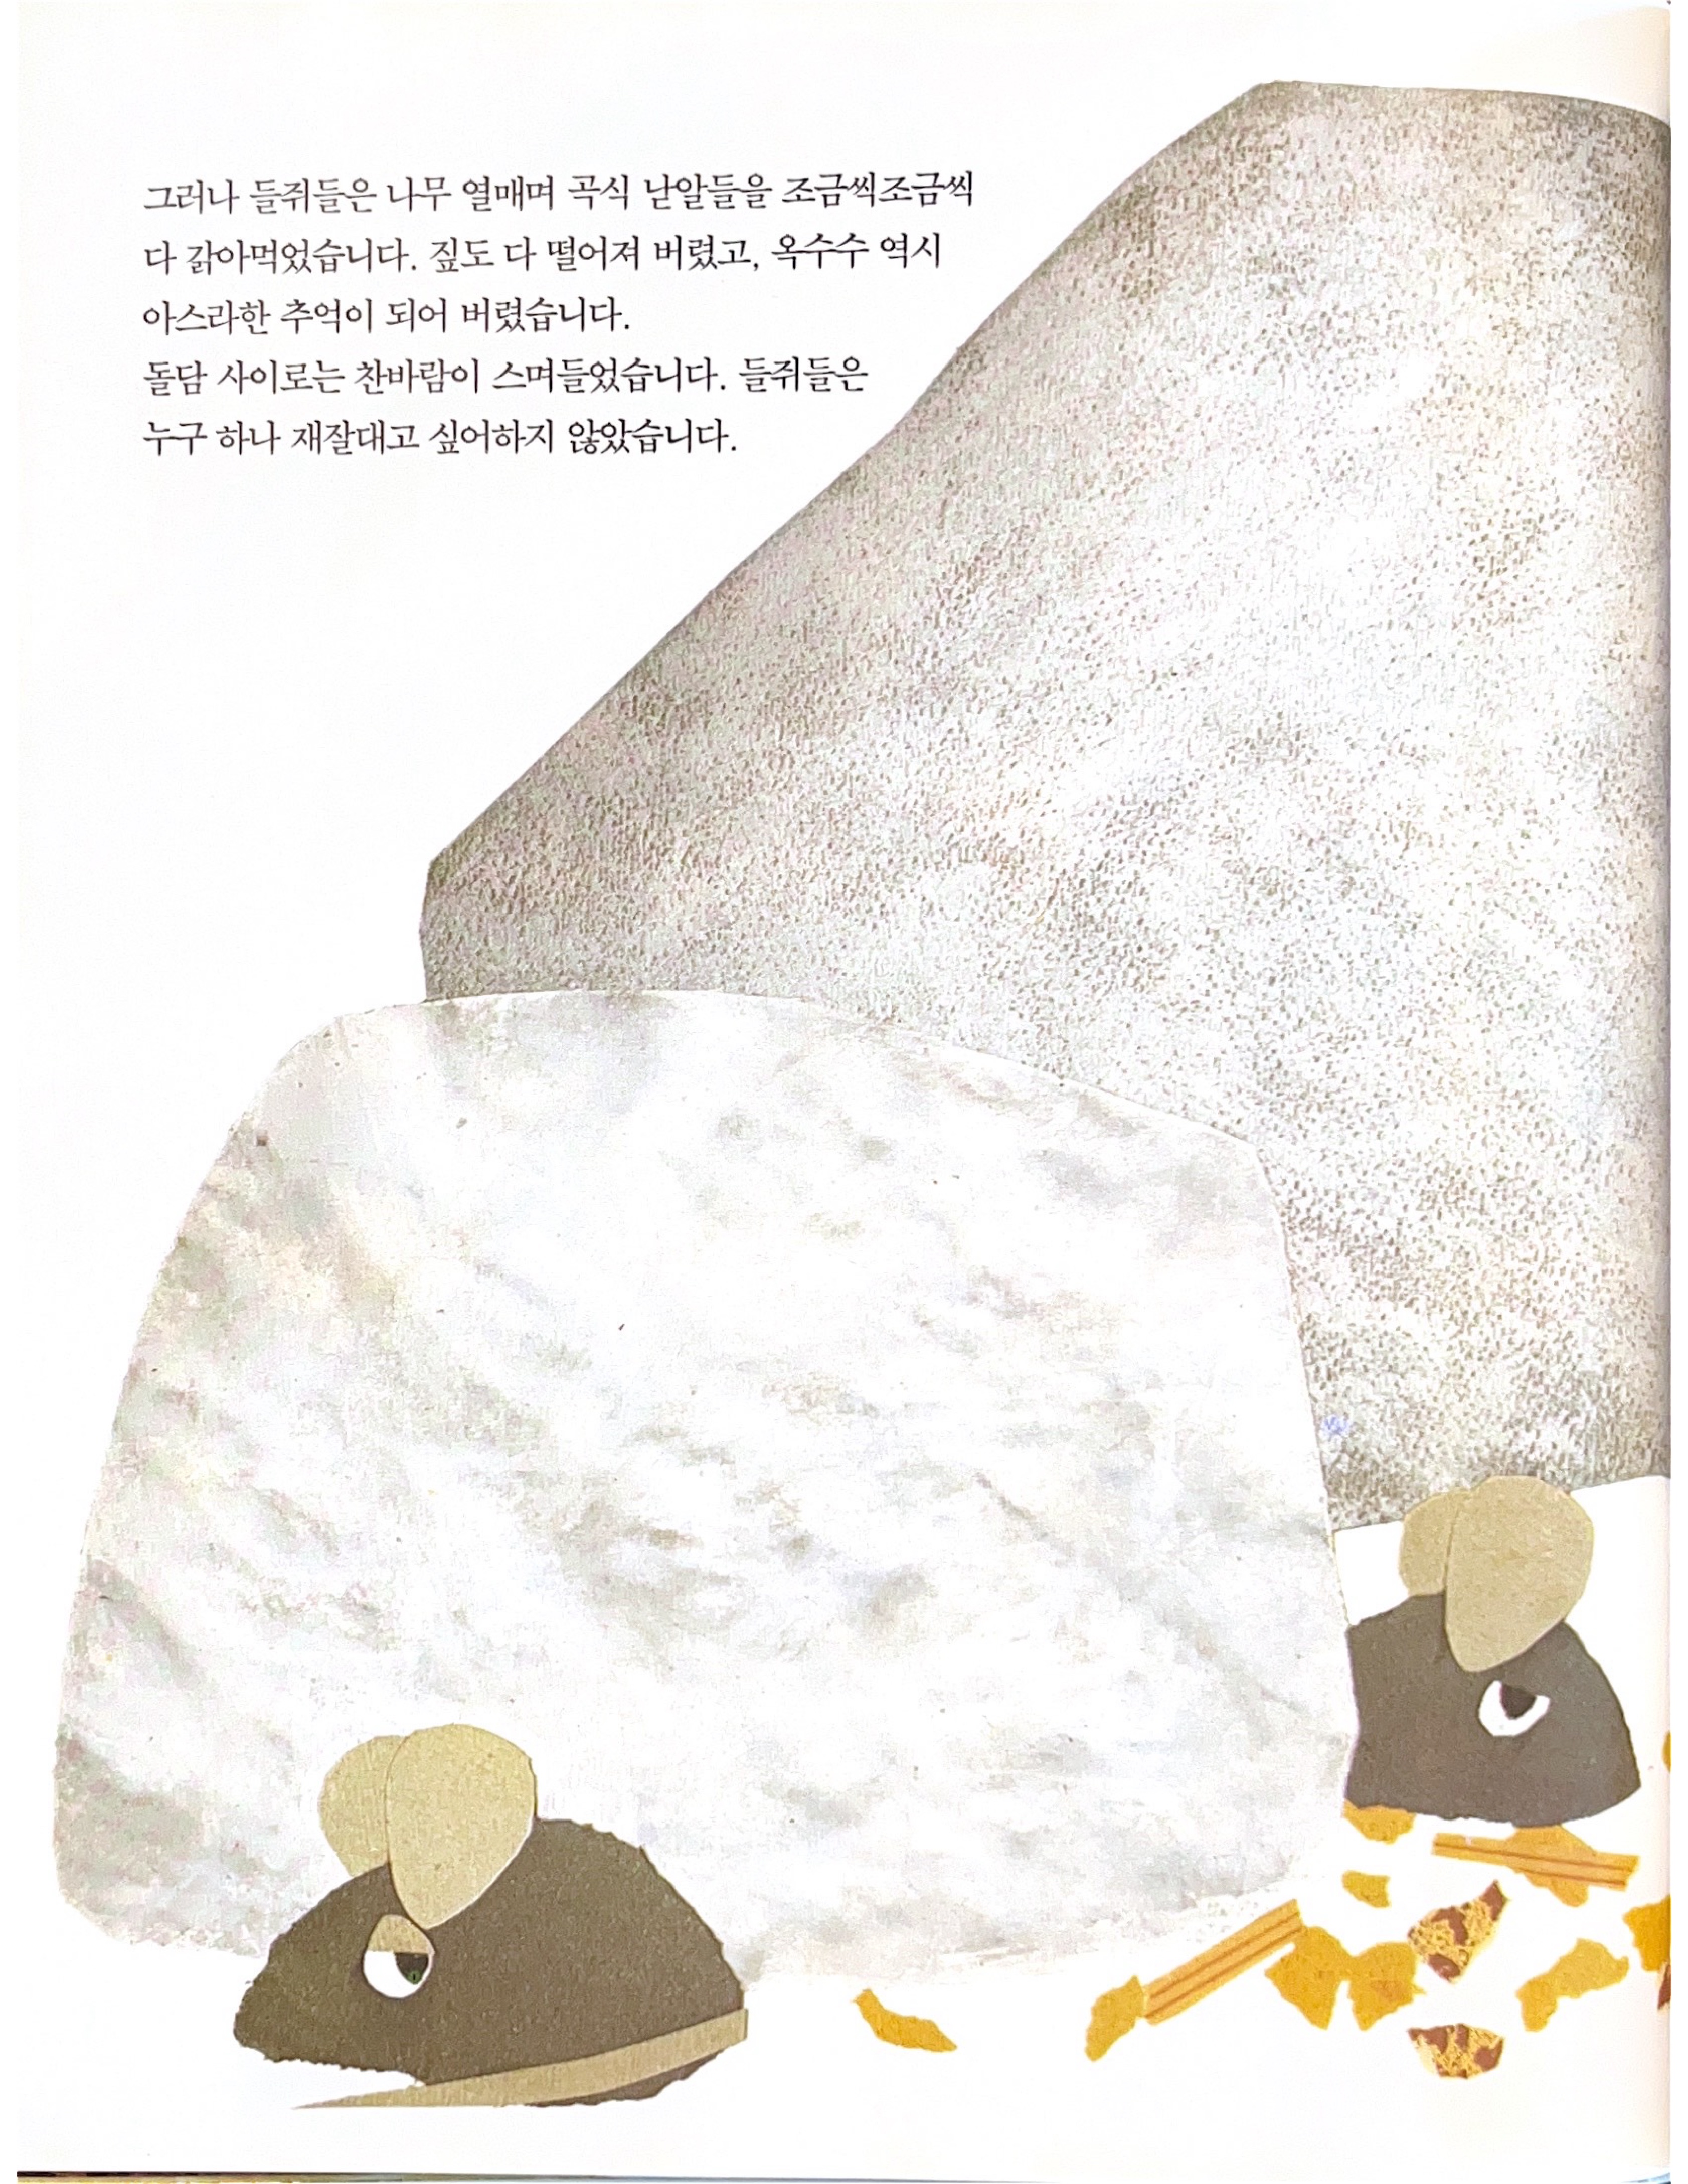 그러나 들쥐들은 나무 열매며 곡식 낟알들을 조금씩조금씩
다 갉아먹었습니다. 짚도 다 떨어져 버렸고, 옥수수 역시
아스라한 추억이 되어 버렸습니다.
돌담 사이로는 찬바람이 스며들었습니다. 들쥐들은
누구 하나 재잘대고 싶어하지 않았습니다.